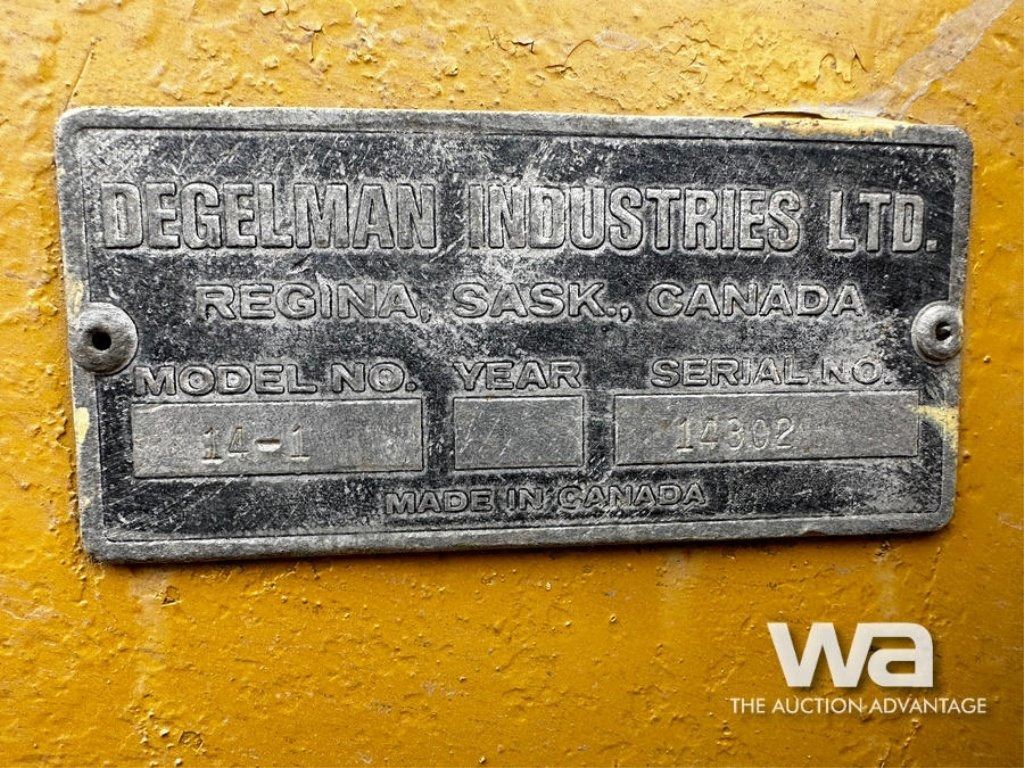 DEGELMAN INDUSTRIES LTD.
REGINA, SASK., CANADA
MODEL NO. YEAR SERIAL NO.
14-1 14302
MADE IN CANADA
wa
THE AUCTION ADVANTAGE